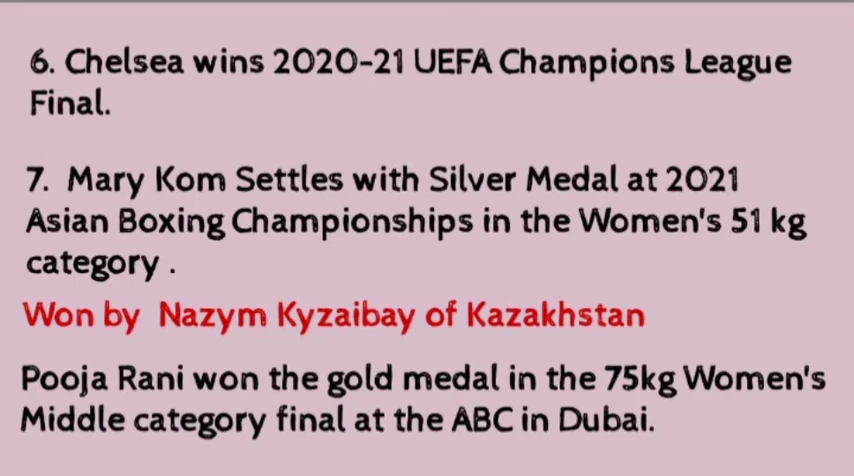 6. Chelsea wins 2020-21 UEFA Champions League
Final.
7. Mary Kom Settles with Silver Medal at 2021
Asian Boxing Championships in the Women's 51 kg
category .
Won by Nazym Kyzaibay of Kazakhstan
Pooja Rani won the gold medal in the 75kg Women's
Middle category final at the ABC in Dubai.